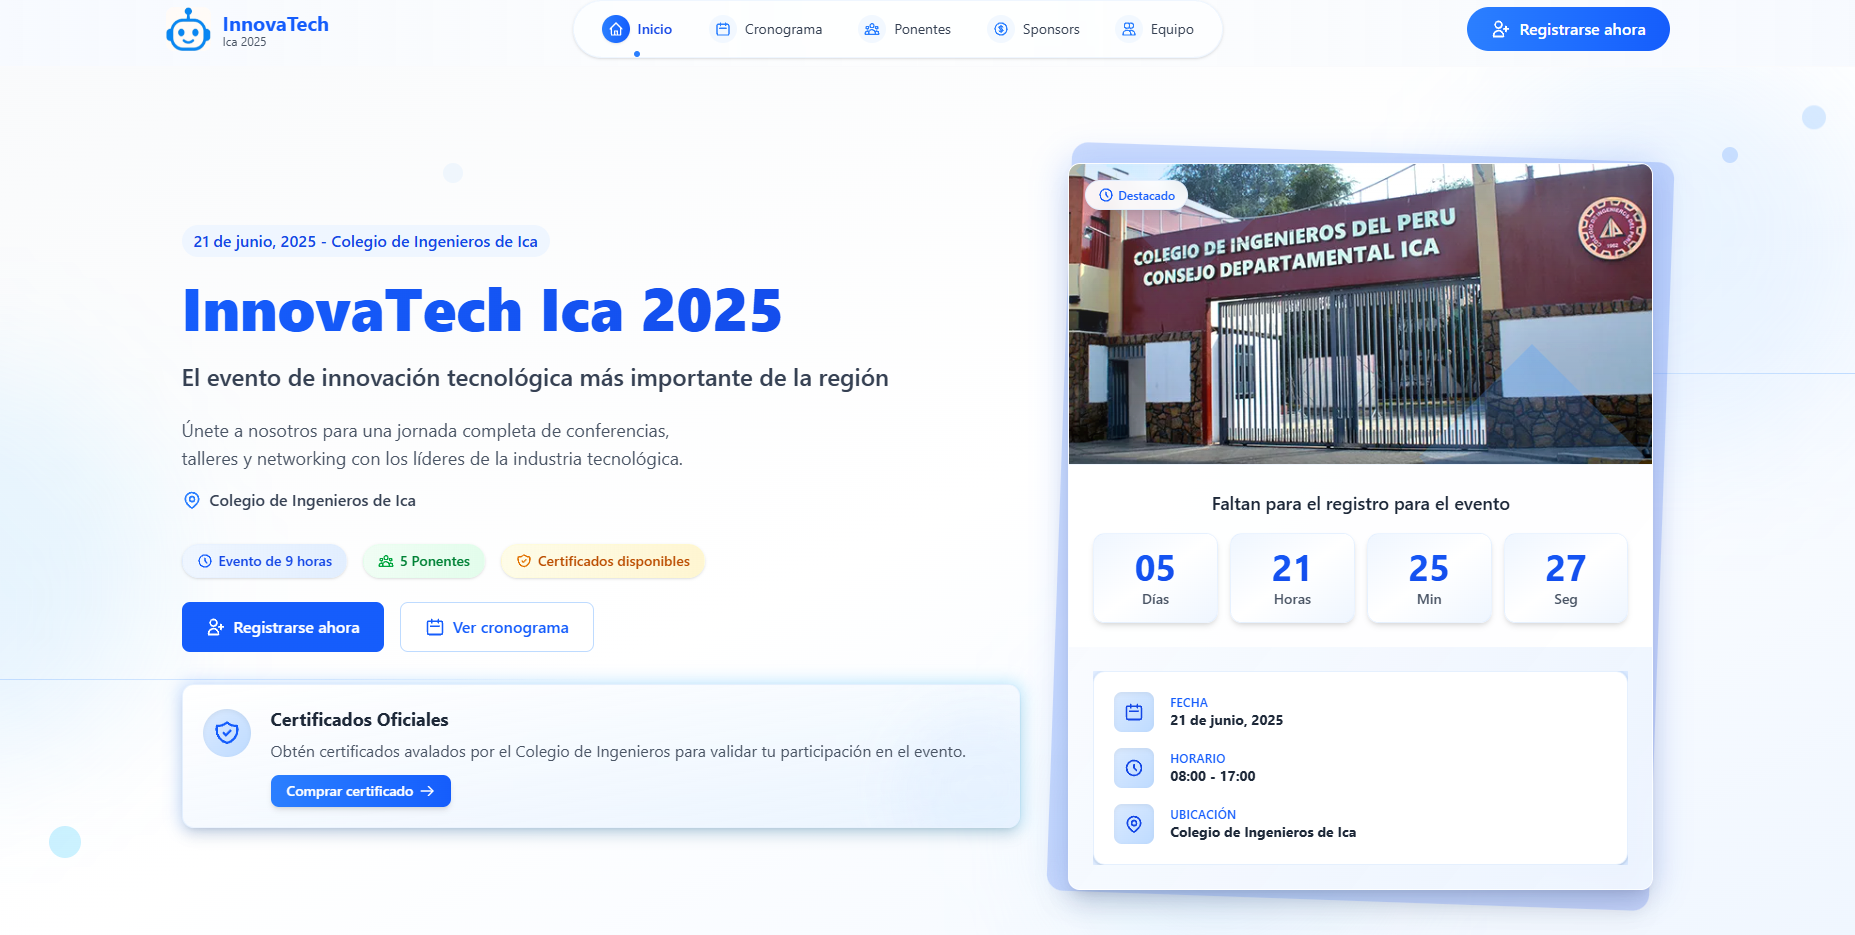 InnovaTech
Ica 2025
Inicio
Cronograma
Ponentes
Sponsors
Equipo
Registrarse ahora
21 de junio, 2025 - Colegio de Ingenieros de Ica
InnovaTech Ica 2025
El evento de innovación tecnológica más importante de la región
Únete a nosotros para una jornada completa de conferencias,
talleres y networking con los líderes de la industria tecnológica.
Colegio de Ingenieros de Ica
Evento de 9 horas
5 Ponentes
Certificados disponibles
Registrarse ahora
Ver cronograma
Certificados Oficiales
Obtén certificados avalados por el Colegio de Ingenieros para validar tu participación en el evento.
Comprar certificado
Destacado
COLEGIO DE INGENIEROS DEL PERU
CONSEJO DEPARTAMENTAL ICA
COLEGIO DE INGENIEROS DEL PERU
1962
Faltan para el registro para el evento
05
Días
21
Horas
25
Min
27
Seg
FECHA
21 de junio, 2025
HORARIO
08:00 - 17:00
UBICACIÓN
Colegio de Ingenieros de Ica